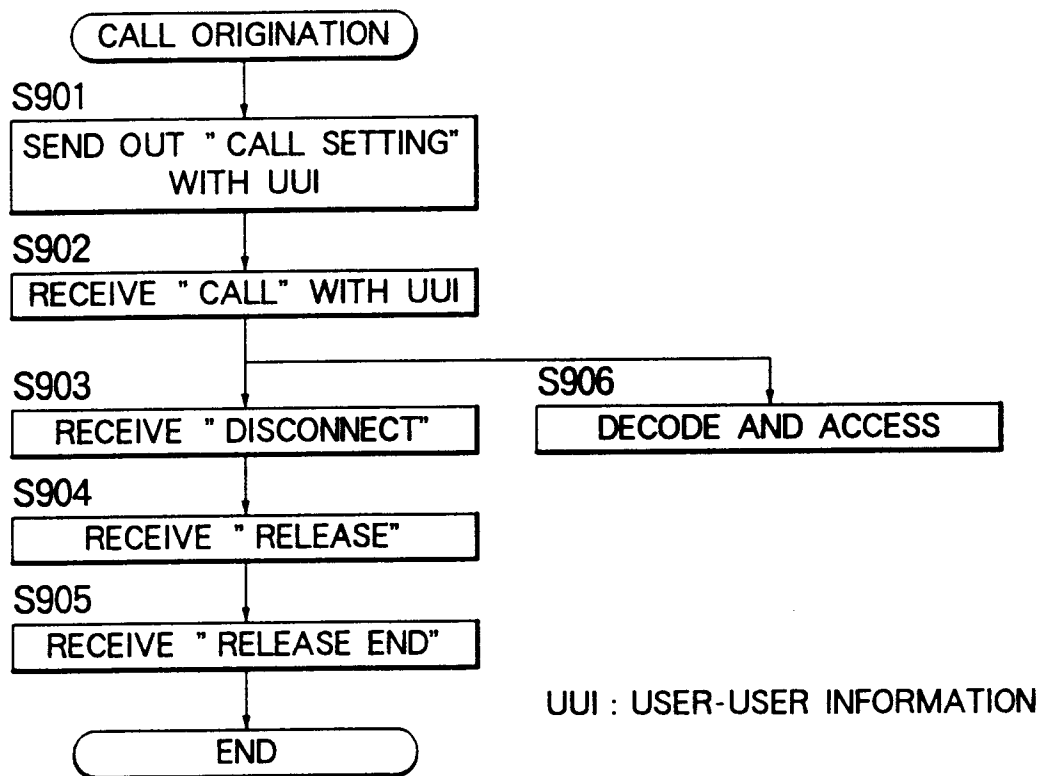 CALL ORIGINATION
S901
SEND OUT "CALL SETTING"
WITH UUI
S902
RECEIVE "CALL" WITH UUI
S903
RECEIVE "DISCONNECT"
S906
DECODE AND ACCESS
S904
RECEIVE "RELEASE"
S905
RECEIVE "RELEASE END"
END
UUI : USER-USER INFORMATION